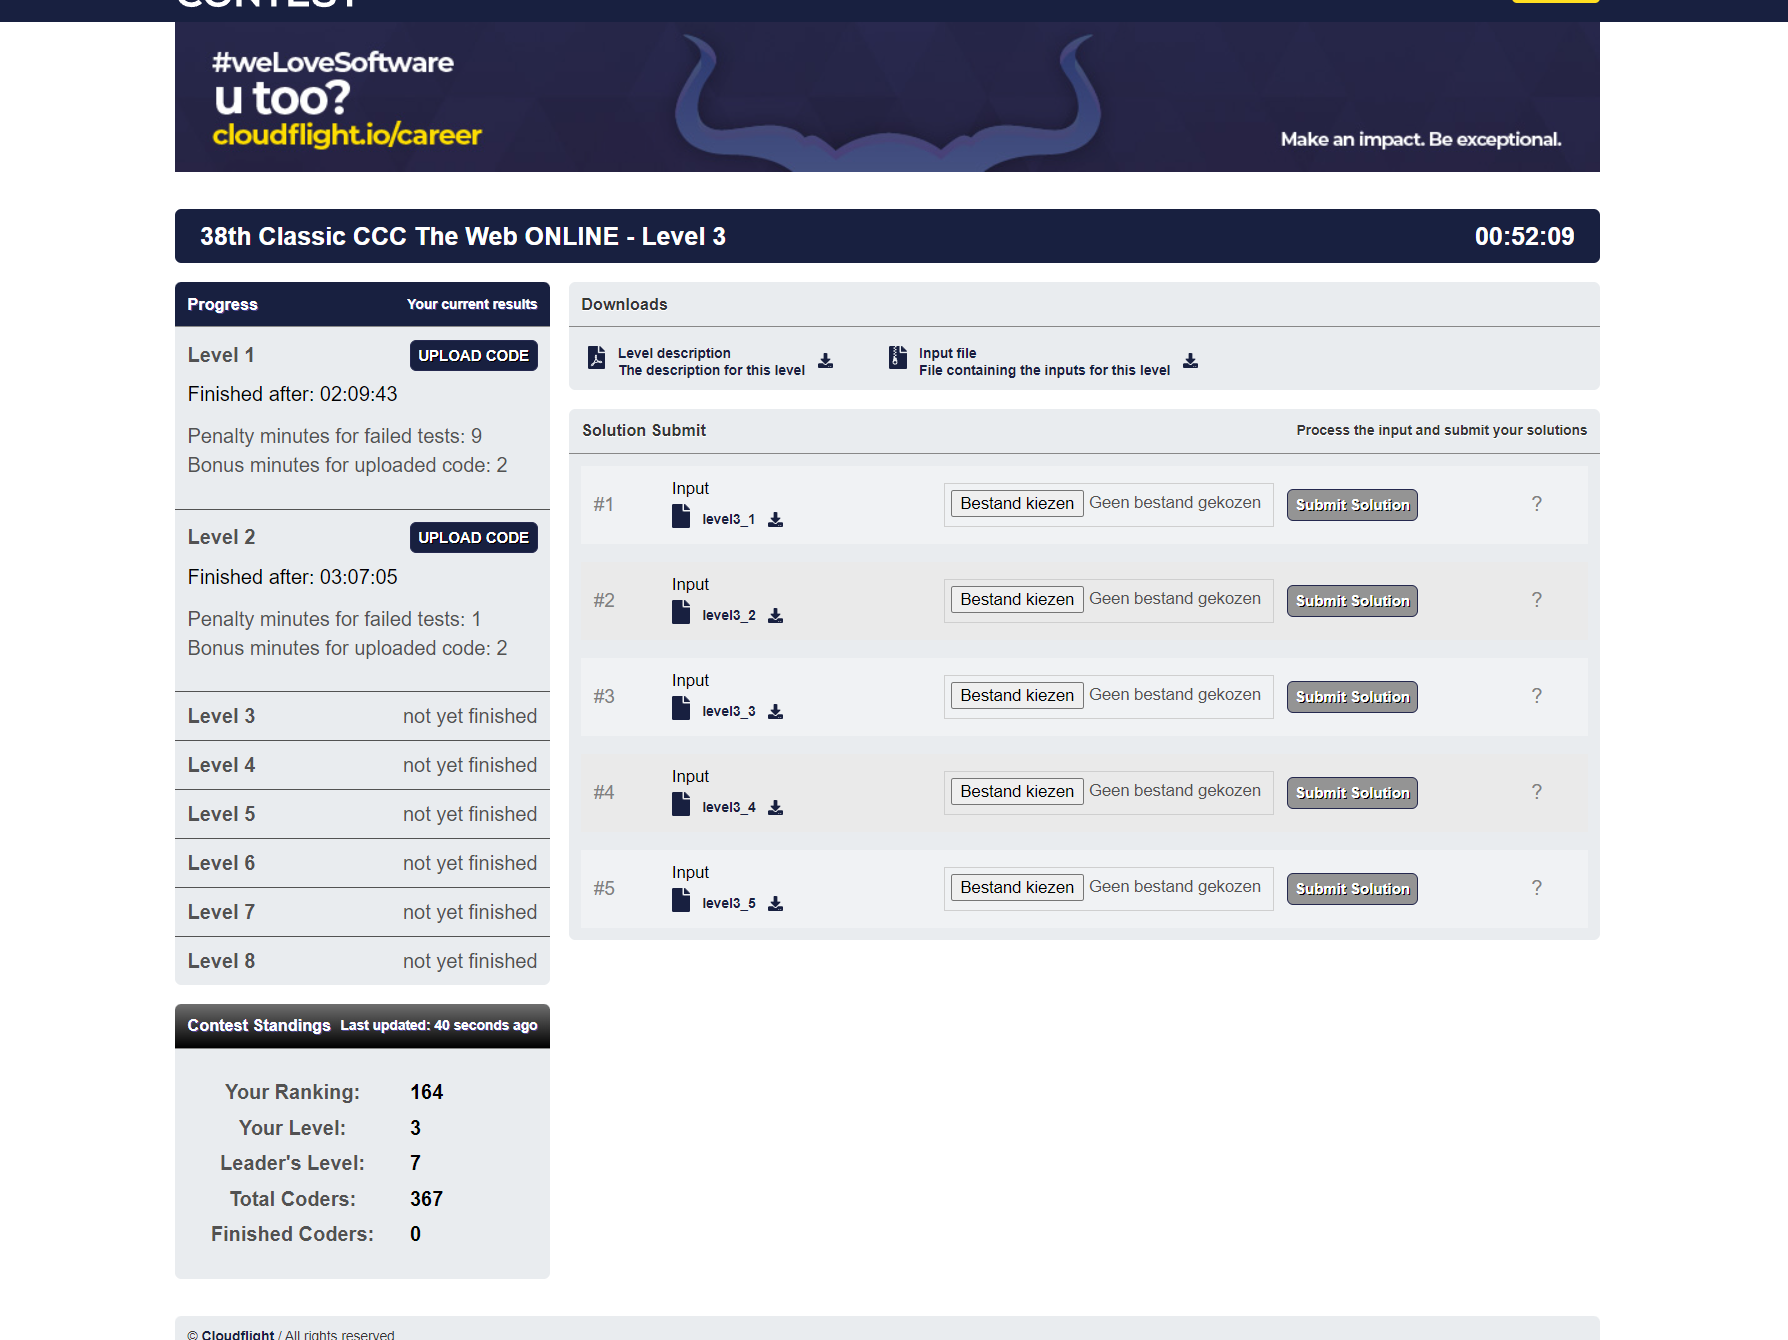 CONTEST
#weLoveSoftware
u too?
cloudflight.io/career
Make an impact. Be exceptional.
38th Classic CCC The Web ONLINE - Level 3
00:52:09
Progress
Your current results
Level 1
UPLOAD CODE
Finished after: 02:09:43
Penalty minutes for failed tests: 9
Bonus minutes for uploaded code: 2
Level 2
UPLOAD CODE
Finished after: 03:07:05
Penalty minutes for failed tests: 1
Bonus minutes for uploaded code: 2
Level 3 not yet finished
Level 4 not yet finished
Level 5 not yet finished
Level 6 not yet finished
Level 7 not yet finished
Level 8 not yet finished
Contest Standings Last updated: 40 seconds ago
Your Ranking: 164
Your Level: 3
Leader's Level: 7
Total Coders: 367
Finished Coders: 0
Downloads
Level description
The description for this level
Input file
File containing the inputs for this level
Solution Submit
Process the input and submit your solutions
#1
Input
level3_1
Bestand kiezen Geen bestand gekozen
Submit Solution
?
#2
Input
level3_2
Bestand kiezen Geen bestand gekozen
Submit Solution
?
#3
Input
level3_3
Bestand kiezen Geen bestand gekozen
Submit Solution
?
#4
Input
level3_4
Bestand kiezen Geen bestand gekozen
Submit Solution
?
#5
Input
level3_5
Bestand kiezen Geen bestand gekozen
Submit Solution
?
© Cloudflight / All rights reserved